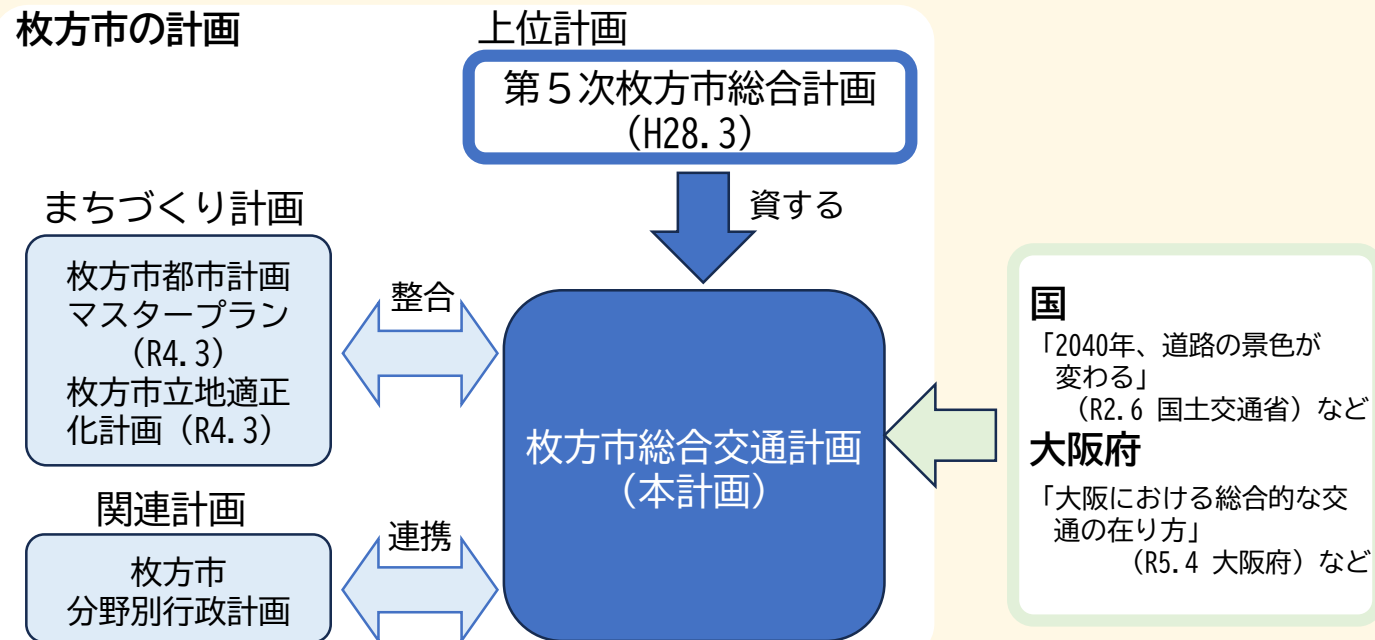 枚方市の計画
上位計画
第５次枚方市総合計画
（H28.3）
資する
まちづくり計画
枚方市都市計画
マスタープラン
（R4.3）
枚方市立地適正
化計画（R4.3）
整合
関連計画
枚方市
分野別行政計画
連携
枚方市総合交通計画
（本計画）
国
「2040年、道路の景色が
変わる」
（R2.6 国土交通省）など
大阪府
「大阪における総合的な交
通の在り方」
（R5.4 大阪府）など